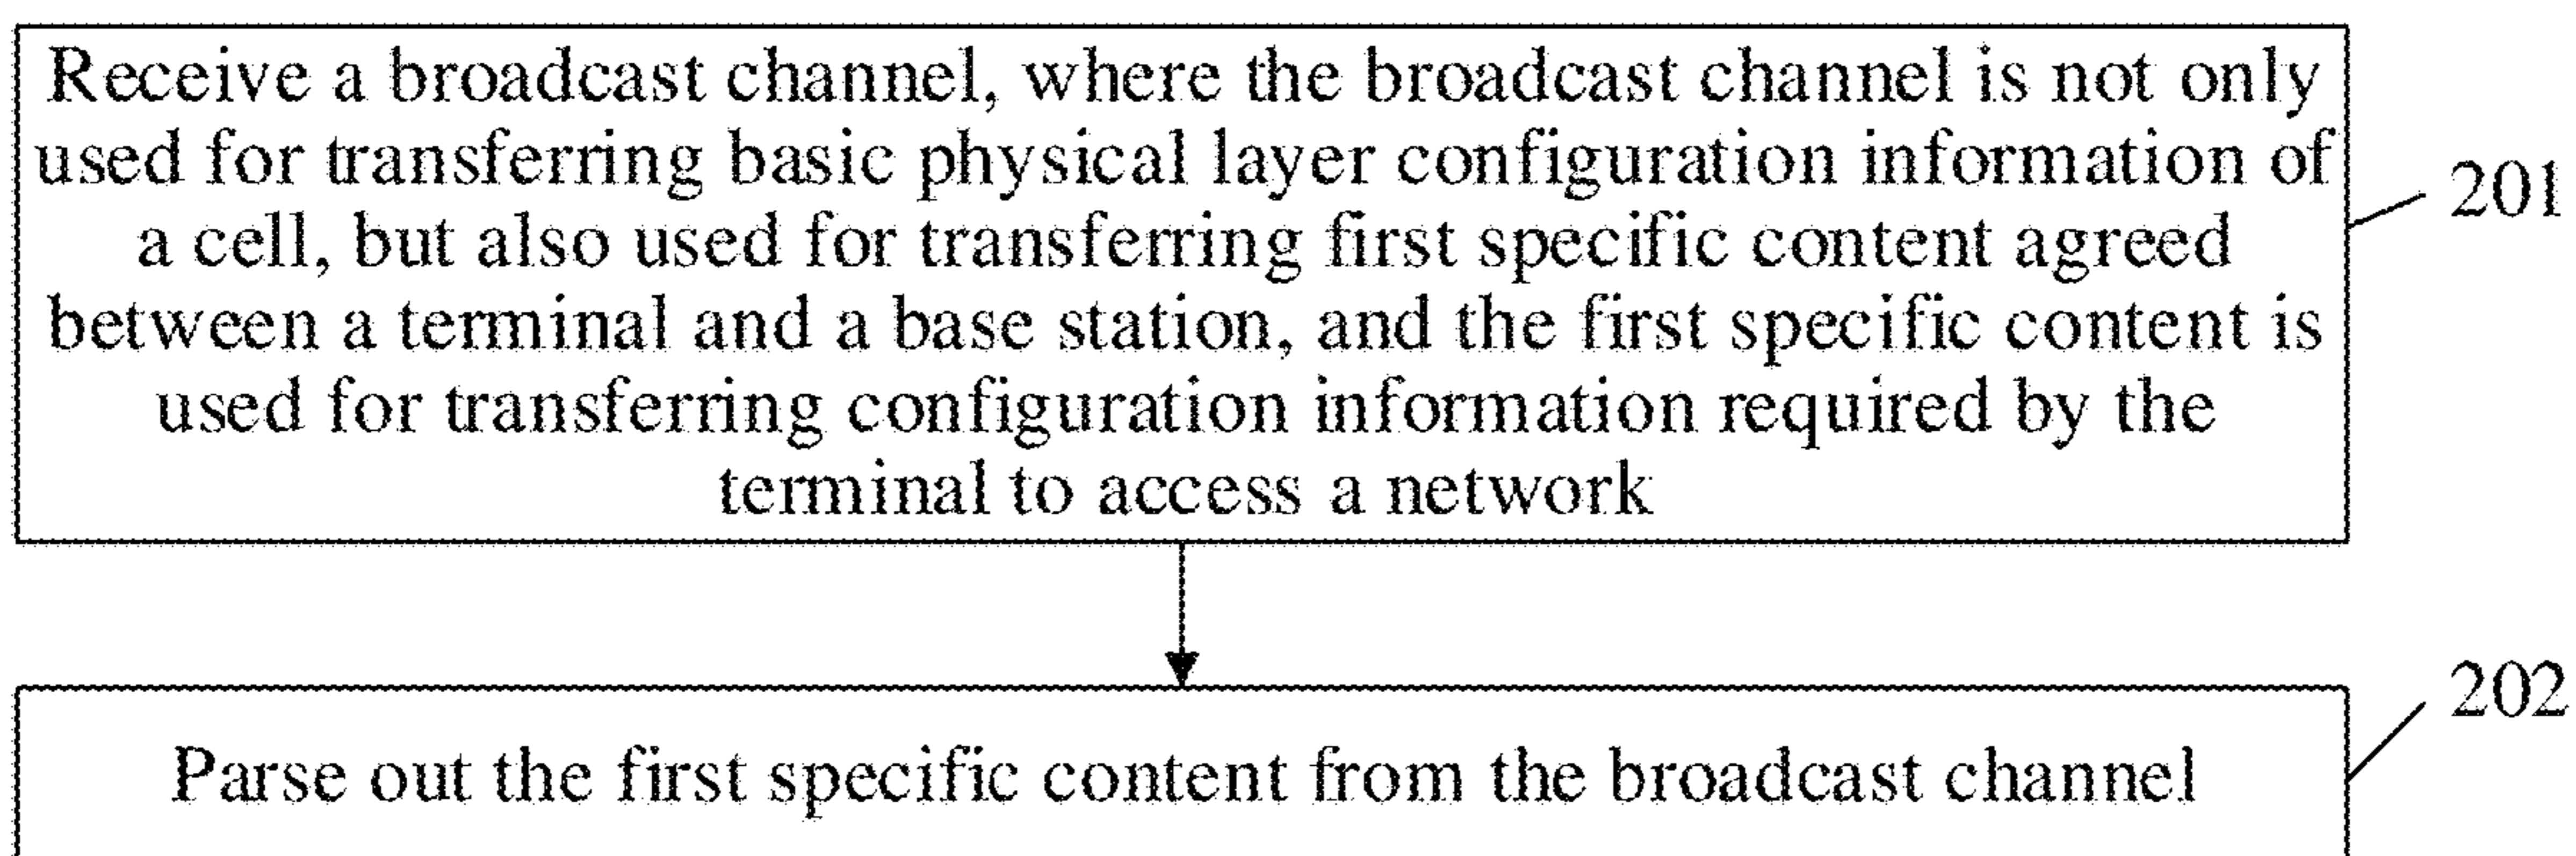 Receive a broadcast channel, where the broadcast channel is not only
used for transferring basic physical layer configuration information of
a cell, but also used for transferring first specific content agreed
between a terminal and a base station, and the first specific content is
used for transferring configuration information required by the
terminal to access a network
201
202
Parse out the first specific content from the broadcast channel